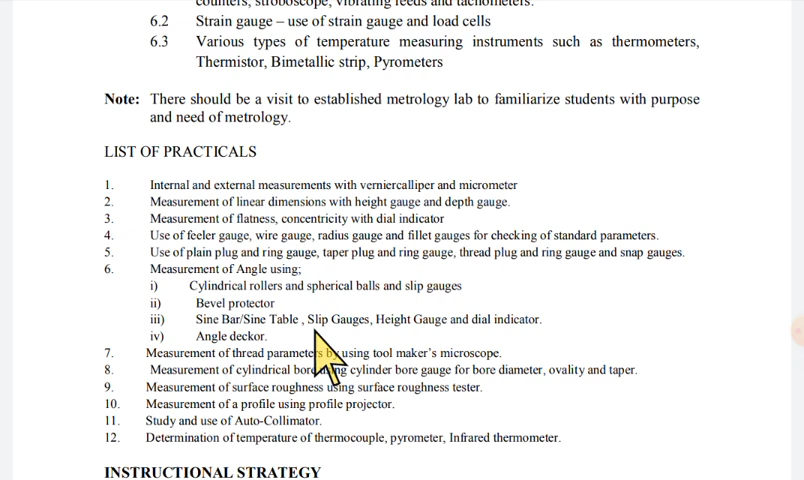 counters, stroboscope, vibrating reeds and tachometers.
6.2 Strain gauge – use of strain gauge and load cells
6.3 Various types of temperature measuring instruments such as thermometers,
Thermistor, Bimetallic strip, Pyrometers
Note: There should be a visit to established metrology lab to familiarize students with purpose
and need of metrology.
LIST OF PRACTICALS
1. Internal and external measurements with verniercalliper and micrometer
2. Measurement of linear dimensions with height gauge and depth gauge.
3. Measurement of flatness, concentricity with dial indicator
4. Use of feeler gauge, wire gauge, radius gauge and fillet gauges for checking of standard parameters.
5. Use of plain plug and ring gauge, taper plug and ring gauge, thread plug and ring gauge and snap gauges.
6. Measurement of Angle using;
i) Cylindrical rollers and spherical balls and slip gauges
ii) Bevel protector
iii) Sine Bar/Sine Table , Slip Gauges, Height Gauge and dial indicator.
iv) Angle deckor.
7. Measurement of thread parameters by using tool maker's microscope.
8. Measurement of cylindrical bore using cylinder bore gauge for bore diameter, ovality and taper.
9. Measurement of surface roughness using surface roughness tester.
10. Measurement of a profile using profile projector.
11. Study and use of Auto-Collimator.
12. Determination of temperature of thermocouple, pyrometer, Infrared thermometer.
INSTRUCTIONAL STRATEGY